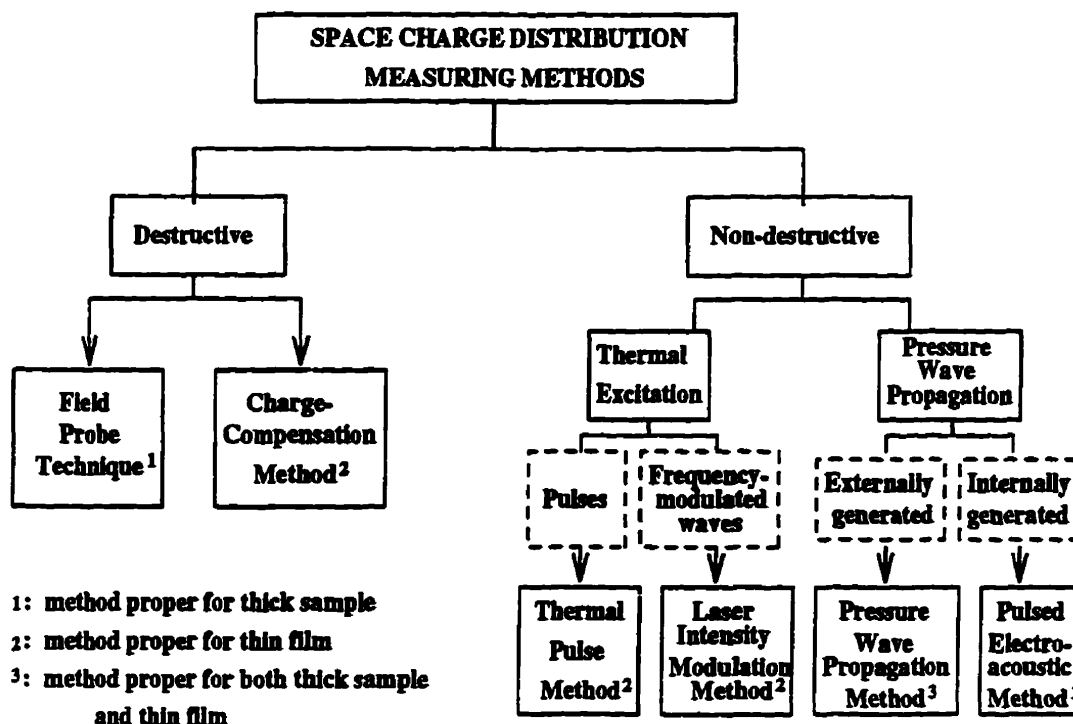 SPACE CHARGE DISTRIBUTION
MEASURING METHODS
Destructive
Non-destructive
Field
Probe
Technique¹
Charge-
Compensation
Method²
Thermal
Excitation
Pressure
Wave
Propagation
Pulses
Frequency-
modulated
waves
Externally
generated
Internally
generated
Thermal
Pulse
Method²
Laser
Intensity
Modulation
Method²
Pressure
Wave
Propagation
Method³
Pulsed
Electro-
acoustic
Method
1: method proper for thick sample
2: method proper for thin film
3: method proper for both thick sample
and thin film